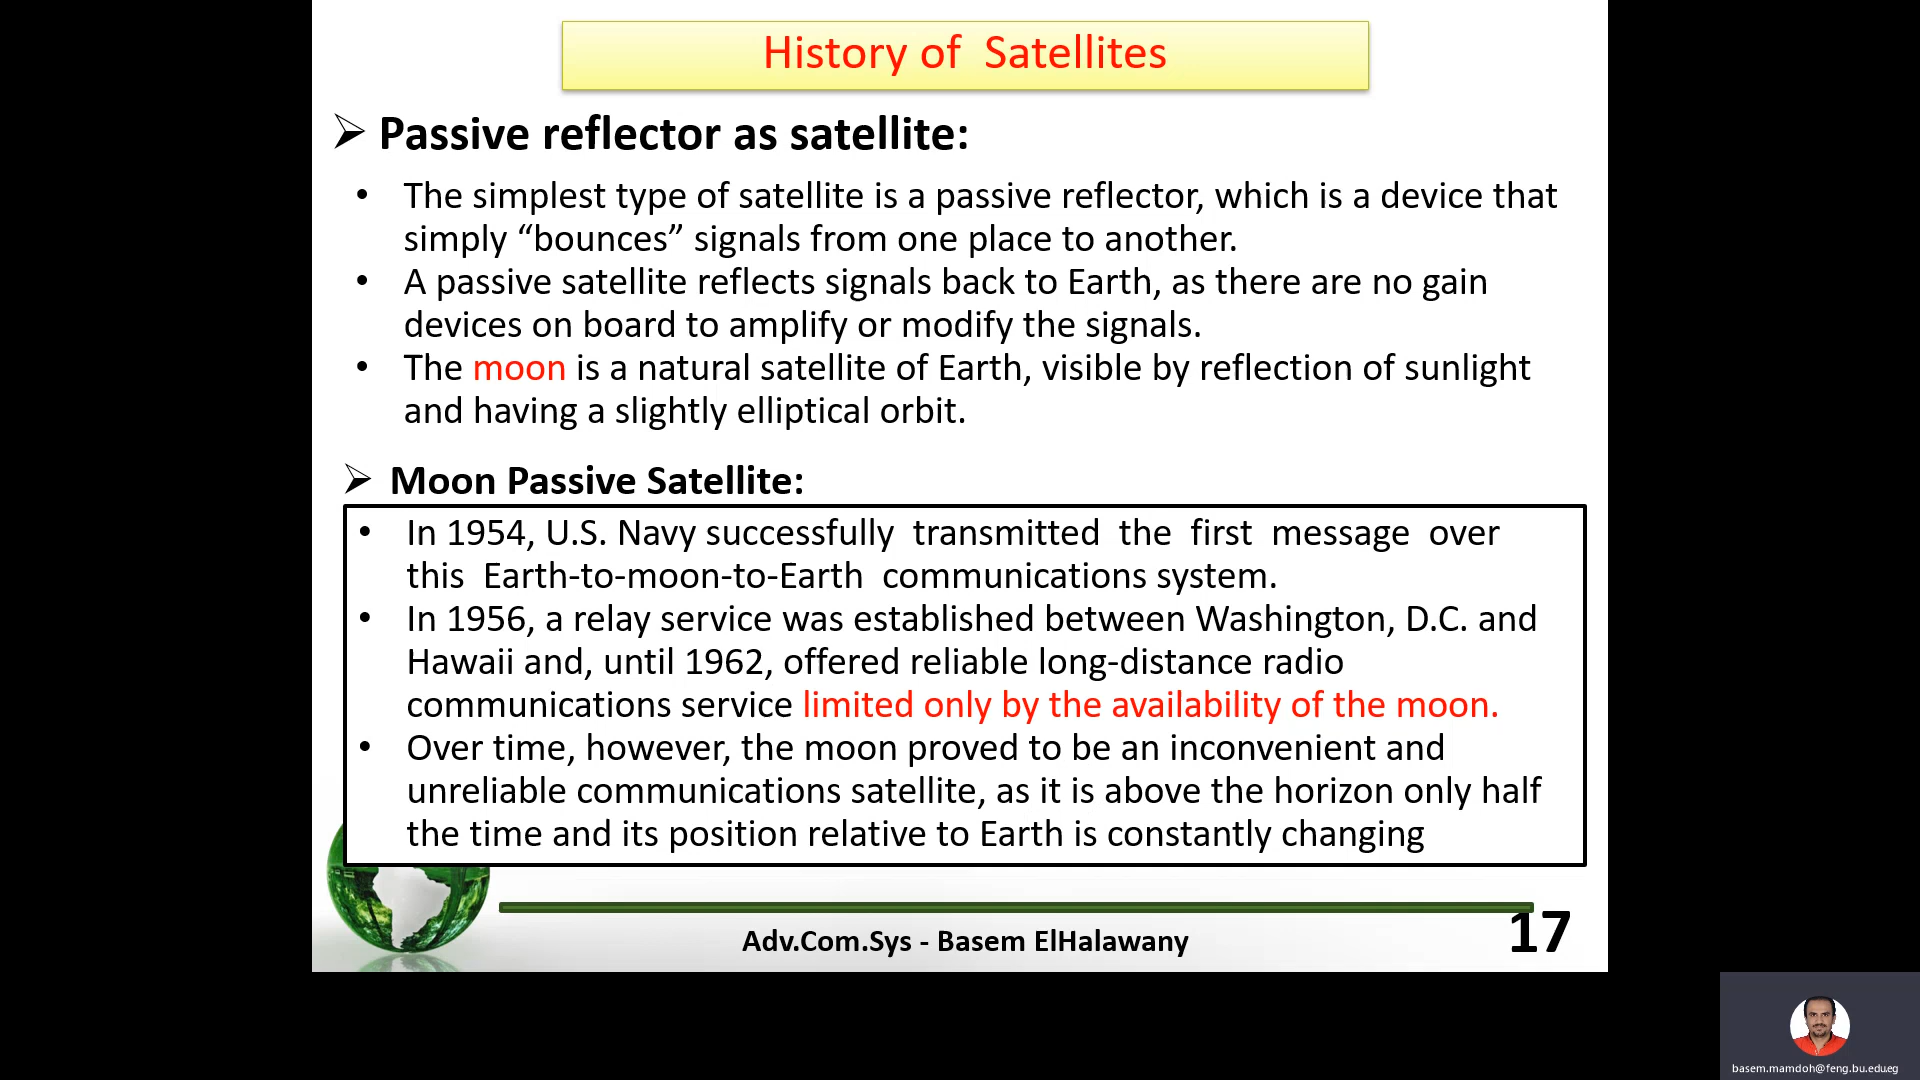 History of  Satellites
➢ Passive reflector as satellite:
• The simplest type of satellite is a passive reflector, which is a device that
simply “bounces” signals from one place to another.
• A passive satellite reflects signals back to Earth, as there are no gain
devices on board to amplify or modify the signals.
• The moon is a natural satellite of Earth, visible by reflection of sunlight
and having a slightly elliptical orbit.
➢ Moon Passive Satellite:
• In 1954, U.S. Navy successfully  transmitted  the  first  message  over
this  Earth-to-moon-to-Earth  communications system.
• In 1956, a relay service was established between Washington, D.C. and
Hawaii and, until 1962, offered reliable long-distance radio
communications service limited only by the availability of the moon.
• Over time, however, the moon proved to be an inconvenient and
unreliable communications satellite, as it is above the horizon only half
the time and its position relative to Earth is constantly changing
Adv.Com.Sys - Basem ElHalawany
17
basem.mamdoh@feng.bu.edu.eg